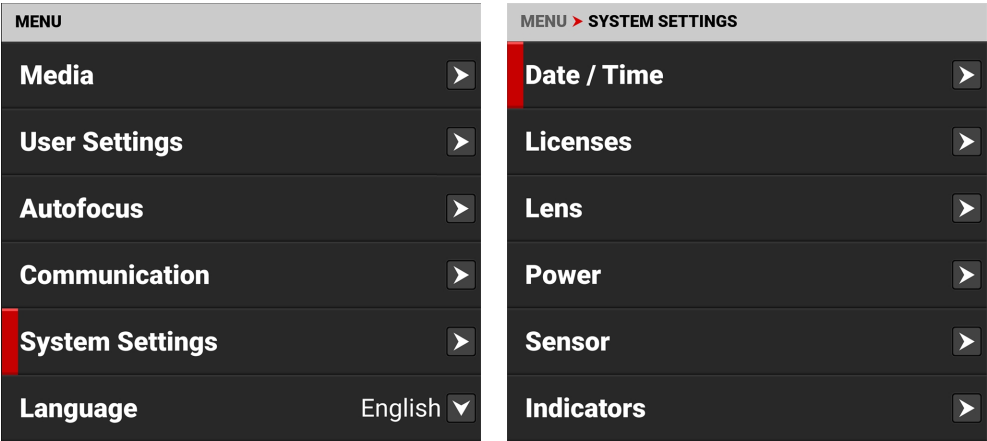 MENU
Media
User Settings
Autofocus
Communication
System Settings
Language English
MENU SYSTEM SETTINGS
Date / Time
Licenses
Lens
Power
Sensor
Indicators